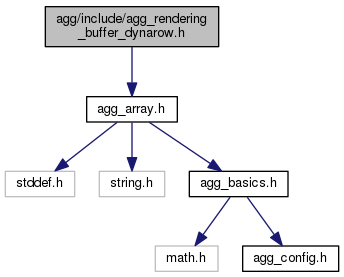 agg/include/agg_rendering
_buffer_dynarow.h
agg_array.h
stddef.h
string.h
agg_basics.h
math.h
agg_config.h